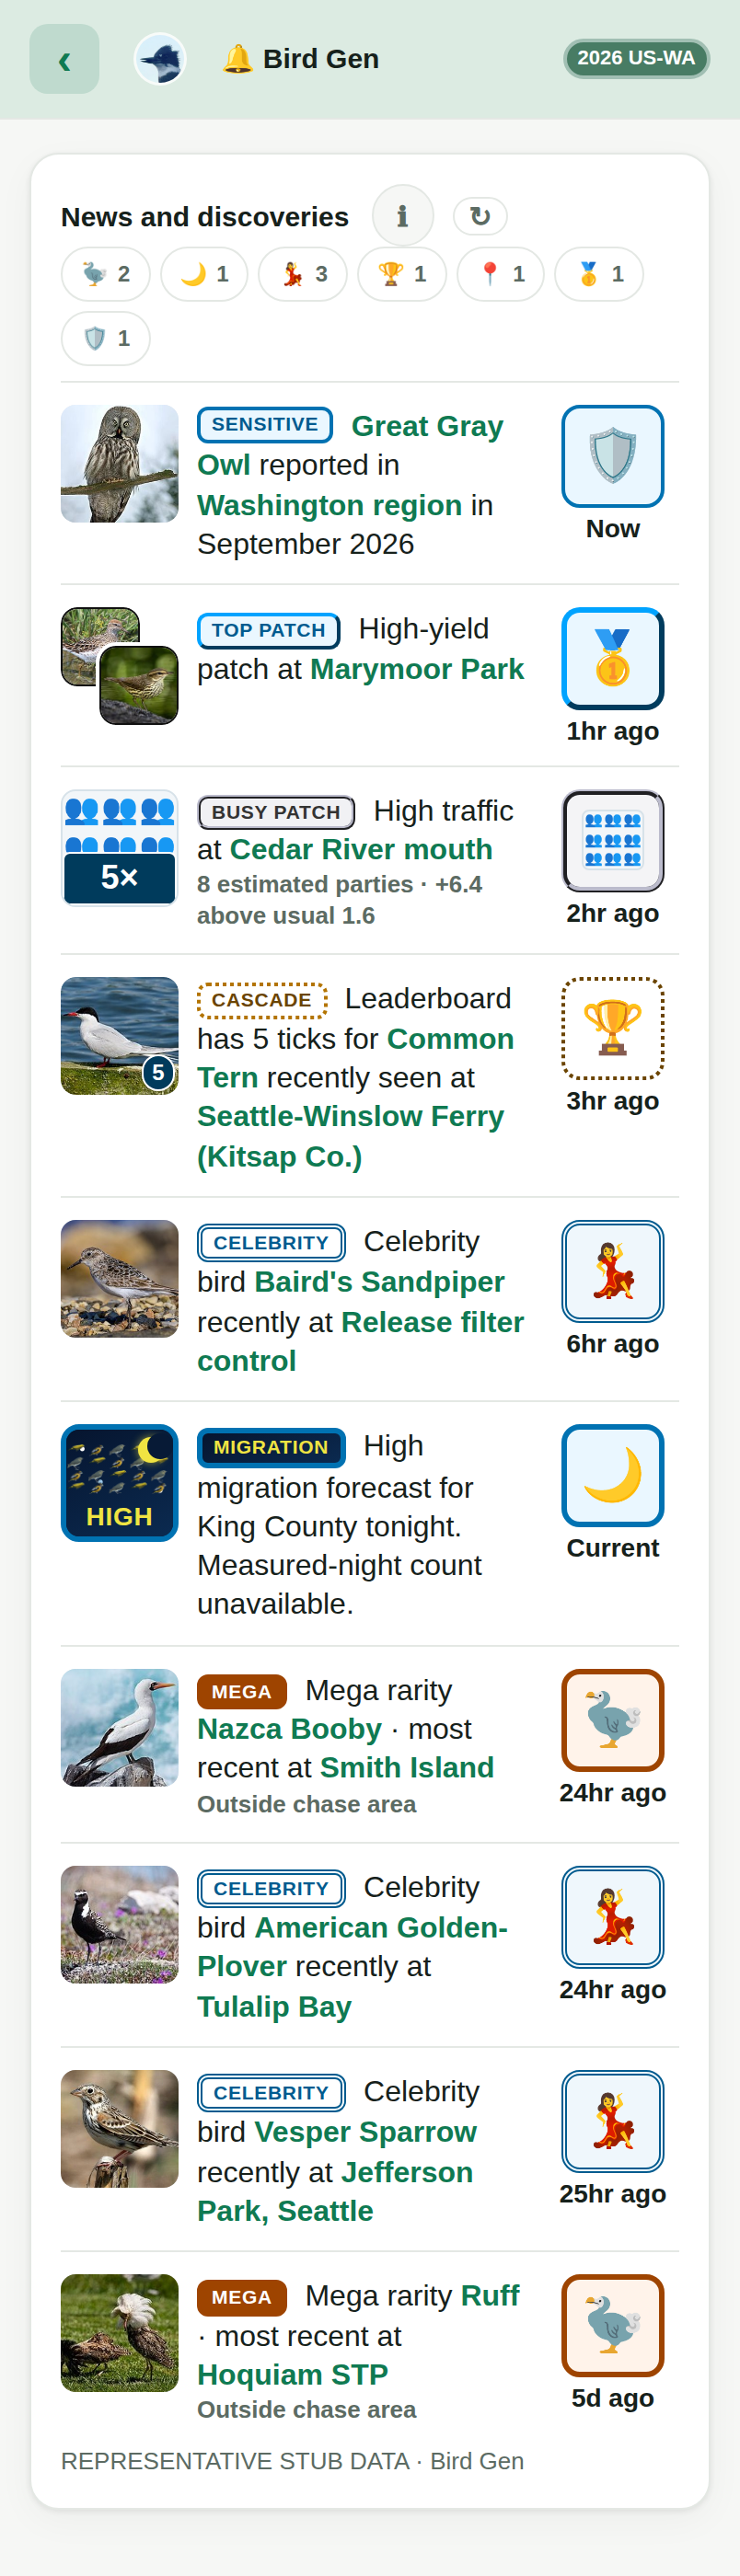 ‹ 🔔 Bird Gen 2026 US-WA
News and discoveries ℹ ↻
🦤 2 🌙 1 💃 3 🏆 1 📍 1 🥇 1
🛡️ 1
SENSITIVE Great Gray
Owl reported in
Washington region in
September 2026
Now
TOP PATCH High-yield
patch at Marymoor Park
1hr ago
5×
BUSY PATCH High traffic
at Cedar River mouth
8 estimated parties · +6.4
above usual 1.6
2hr ago
5
CASCADE Leaderboard
has 5 ticks for Common
Tern recently seen at
Seattle-Winslow Ferry
(Kitsap Co.)
3hr ago
CELEBRITY Celebrity
bird Baird's Sandpiper
recently at Release filter
control
6hr ago
HIGH
MIGRATION High
migration forecast for
King County tonight.
Measured-night count
unavailable.
Current
MEGA Mega rarity
Nazca Booby · most
recent at Smith Island
Outside chase area
24hr ago
CELEBRITY Celebrity
bird American Golden-
Plover recently at
Tulalip Bay
24hr ago
CELEBRITY Celebrity
bird Vesper Sparrow
recently at Jefferson
Park, Seattle
25hr ago
MEGA Mega rarity Ruff
· most recent at
Hoquiam STP
Outside chase area
5d ago
REPRESENTATIVE STUB DATA · Bird Gen